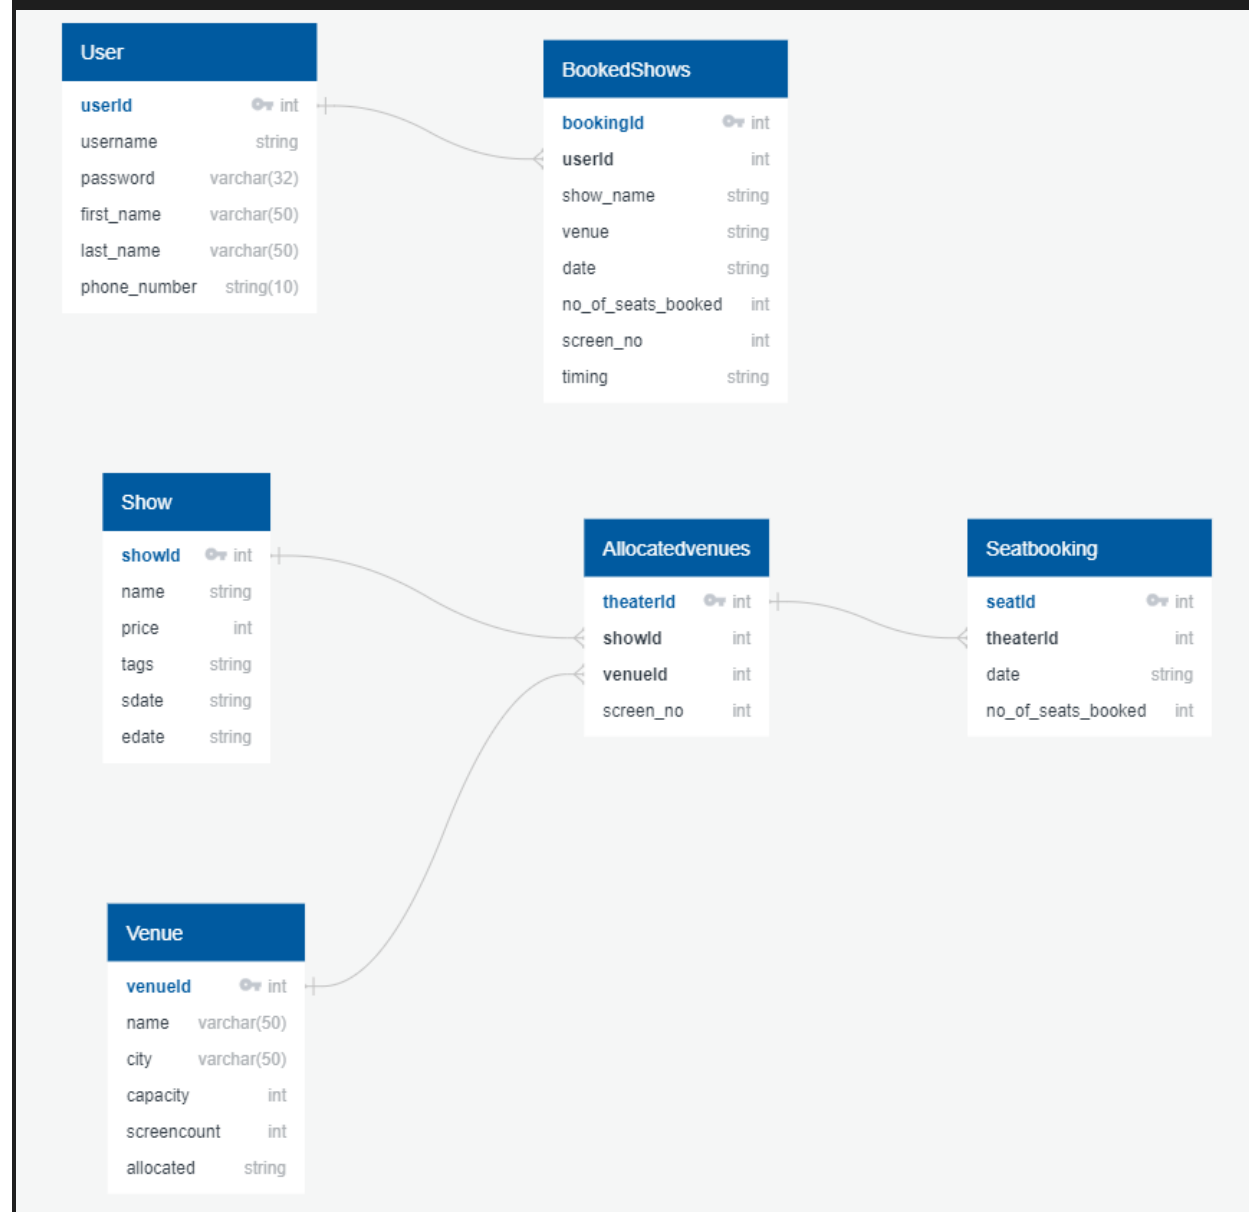 User
userId int
username string
password varchar(32)
first_name varchar(50)
last_name varchar(50)
phone_number string(10)
BookedShows
bookingId int
userId int
show_name string
venue string
date string
no_of_seats_booked int
screen_no int
timing string
Show
showId int
name string
price int
tags string
sdate string
edate string
Allocatedvenues
theaterId int
showId int
venueId int
screen_no int
Seatbooking
seatId int
theaterId int
date string
no_of_seats_booked int
Venue
venueId int
name varchar(50)
city varchar(50)
capacity int
screencount int
allocated string